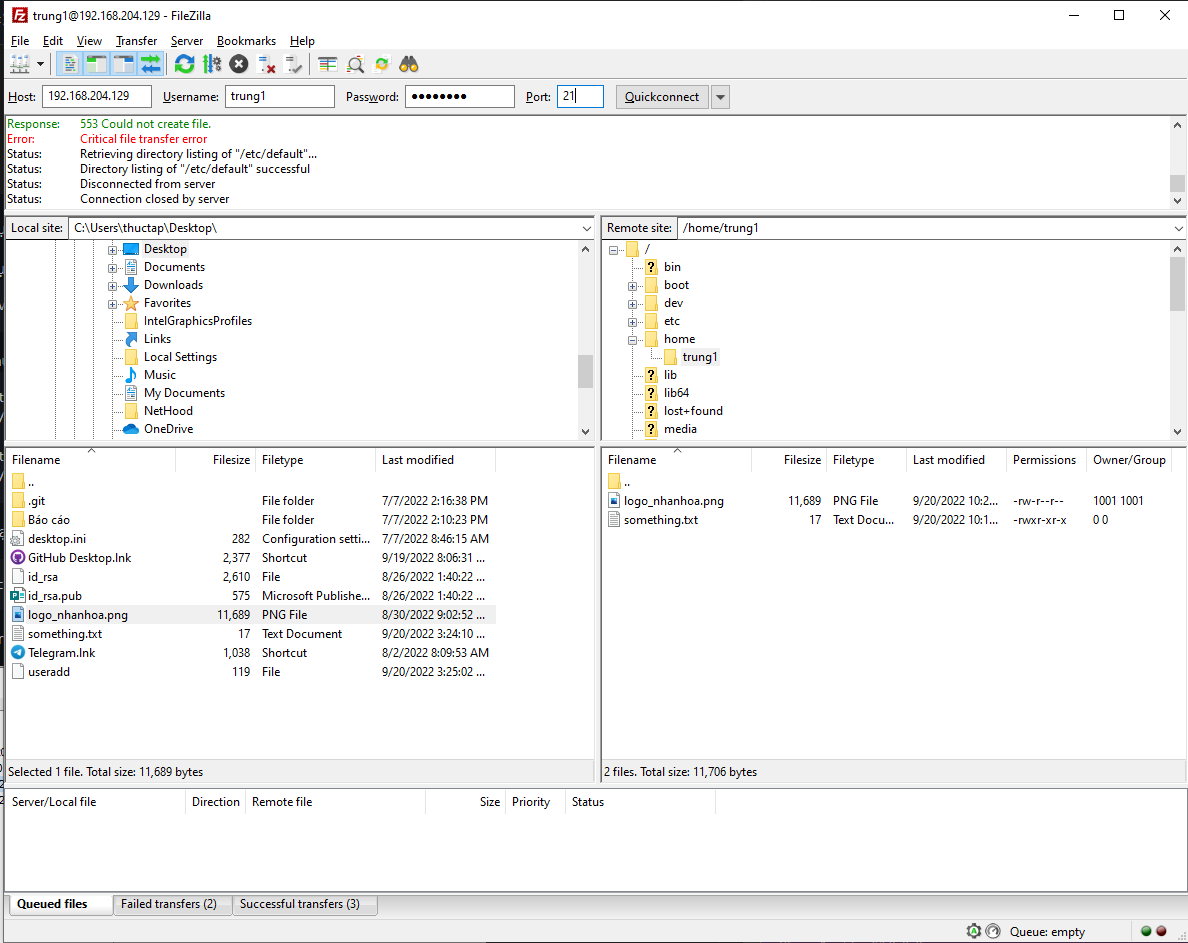 trung1@192.168.204.129 - FileZilla
File Edit View Transfer Server Bookmarks Help
Host: 192.168.204.129 Username: trung1 Password: ●●●●●●●● Port: 21 Quickconnect
Response: 553 Could not create file.
Error: Critical file transfer error
Status: Retrieving directory listing of "/etc/default"...
Status: Directory listing of "/etc/default" successful
Status: Disconnected from server
Status: Connection closed by server
Local site: C:\Users\thuctap\Desktop\
Desktop
Documents
Downloads
Favorites
IntelGraphicsProfiles
Links
Local Settings
Music
My Documents
NetHood
OneDrive
Remote site: /home/trung1
/
? bin
boot
dev
etc
home
trung1
? lib
? lib64
? lost+found
? media
Filename Filesize Filetype Last modified
..
.git File folder 7/7/2022 2:16:38 PM
Báo cáo File folder 7/7/2022 2:10:23 PM
desktop.ini 282 Configuration setti... 7/7/2022 8:46:15 AM
GitHub Desktop.lnk 2,377 Shortcut 9/19/2022 8:06:31 ...
id_rsa 2,610 File 8/26/2022 1:40:22 ...
id_rsa.pub 575 Microsoft Publishe... 8/26/2022 1:40:22 ...
logo_nhanhoa.png 11,689 PNG File 8/30/2022 9:02:52 ...
something.txt 17 Text Document 9/20/2022 3:24:10 ...
Telegram.lnk 1,038 Shortcut 8/2/2022 8:09:53 AM
useradd 119 File 9/20/2022 3:25:02 ...
Selected 1 file. Total size: 11,689 bytes
Filename Filesize Filetype Last modified Permissions Owner/Group
..
logo_nhanhoa.png 11,689 PNG File 9/20/2022 10:2... -rw-r--r-- 1001 1001
something.txt 17 Text Docu... 9/20/2022 10:1... -rwxr-xr-x 0 0
2 files. Total size: 11,706 bytes
Server/Local file Direction Remote file Size Priority Status
Queued files Failed transfers (2) Successful transfers (3)
Queue: empty